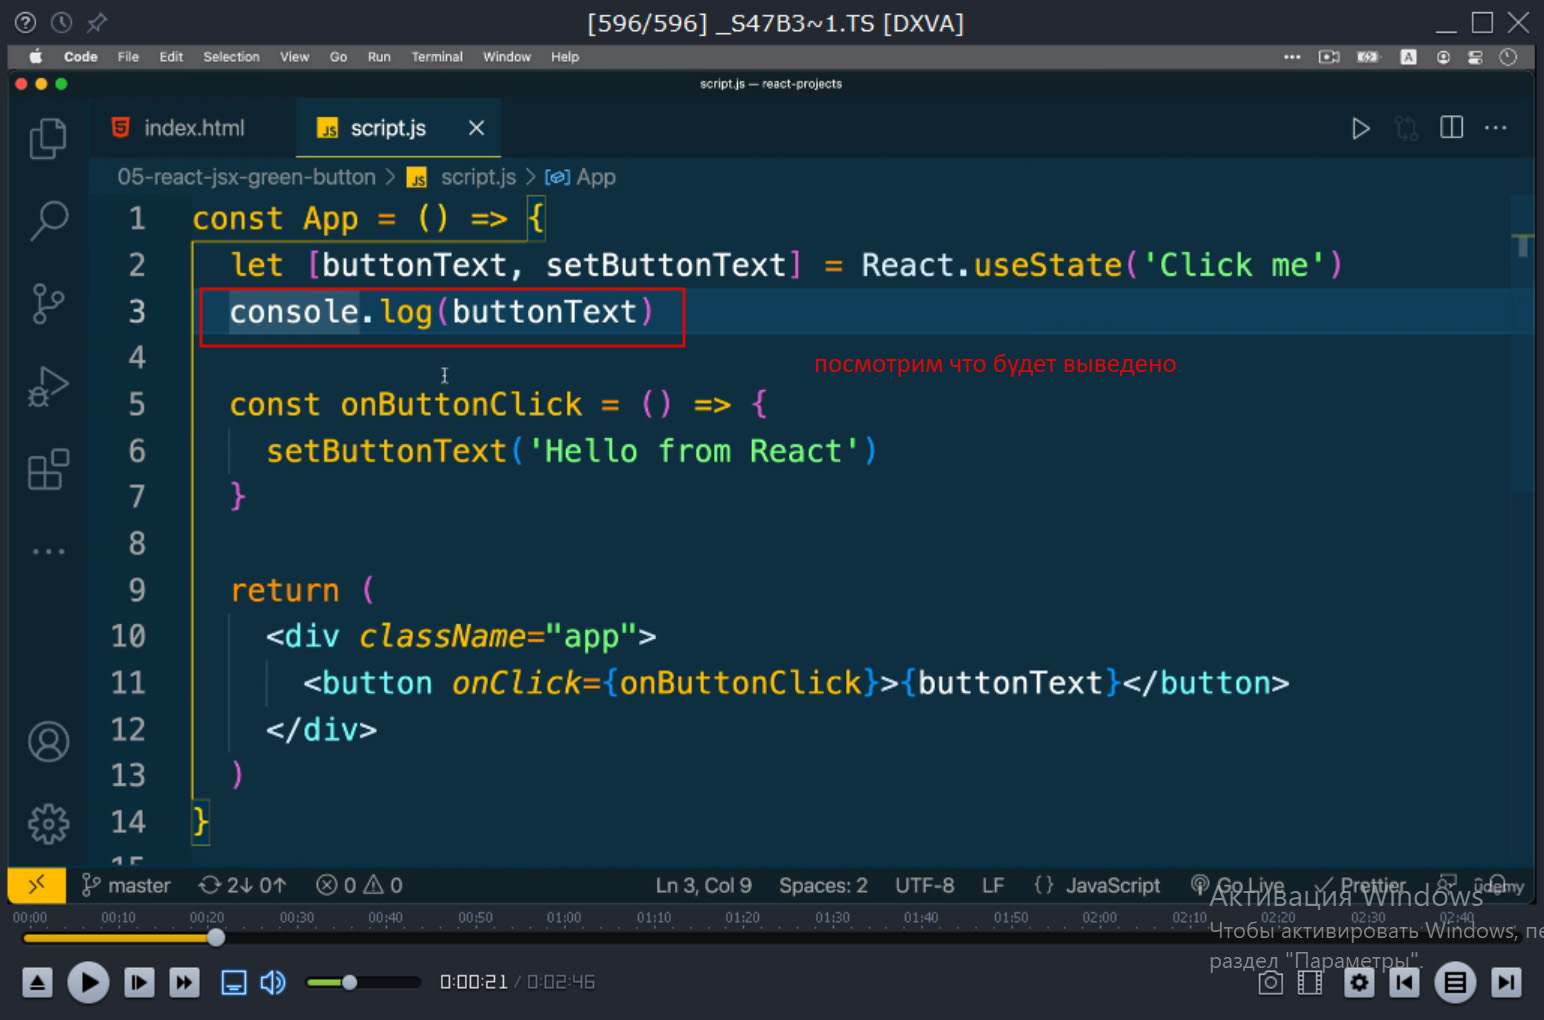 [596/596] _S47B3~1.TS [DXVA]
Code File Edit Selection View Go Run Terminal Window Help
A
script.js — react-projects
index.html
JS script.js
05-react-jsx-green-button > JS script.js > App
1 const App = () => {
2 let [buttonText, setButtonText] = React.useState('Click me')
3 console.log(buttonText)
4
посмотрим что будет выведено
5 const onButtonClick = () => {
6 setButtonText('Hello from React')
7 }
8
9 return (
10 <div className="app">
11 <button onClick={onButtonClick}>{buttonText}</button>
12 </div>
13 )
14 }
15
master 2↓ 0↑ 0 0 Ln 3, Col 9 Spaces: 2 UTF-8 LF {} JavaScript Go Live Prettier
ûdemy
00:00 00:10 00:20 00:30 00:40 00:50 01:00 01:10 01:20 01:30 01:40 01:50 02:00 02:10 02:20 02:30 02:40
Активация Windows
Чтобы активировать Windows, пе
раздел "Параметры".
0:00:21 / 0:02:46